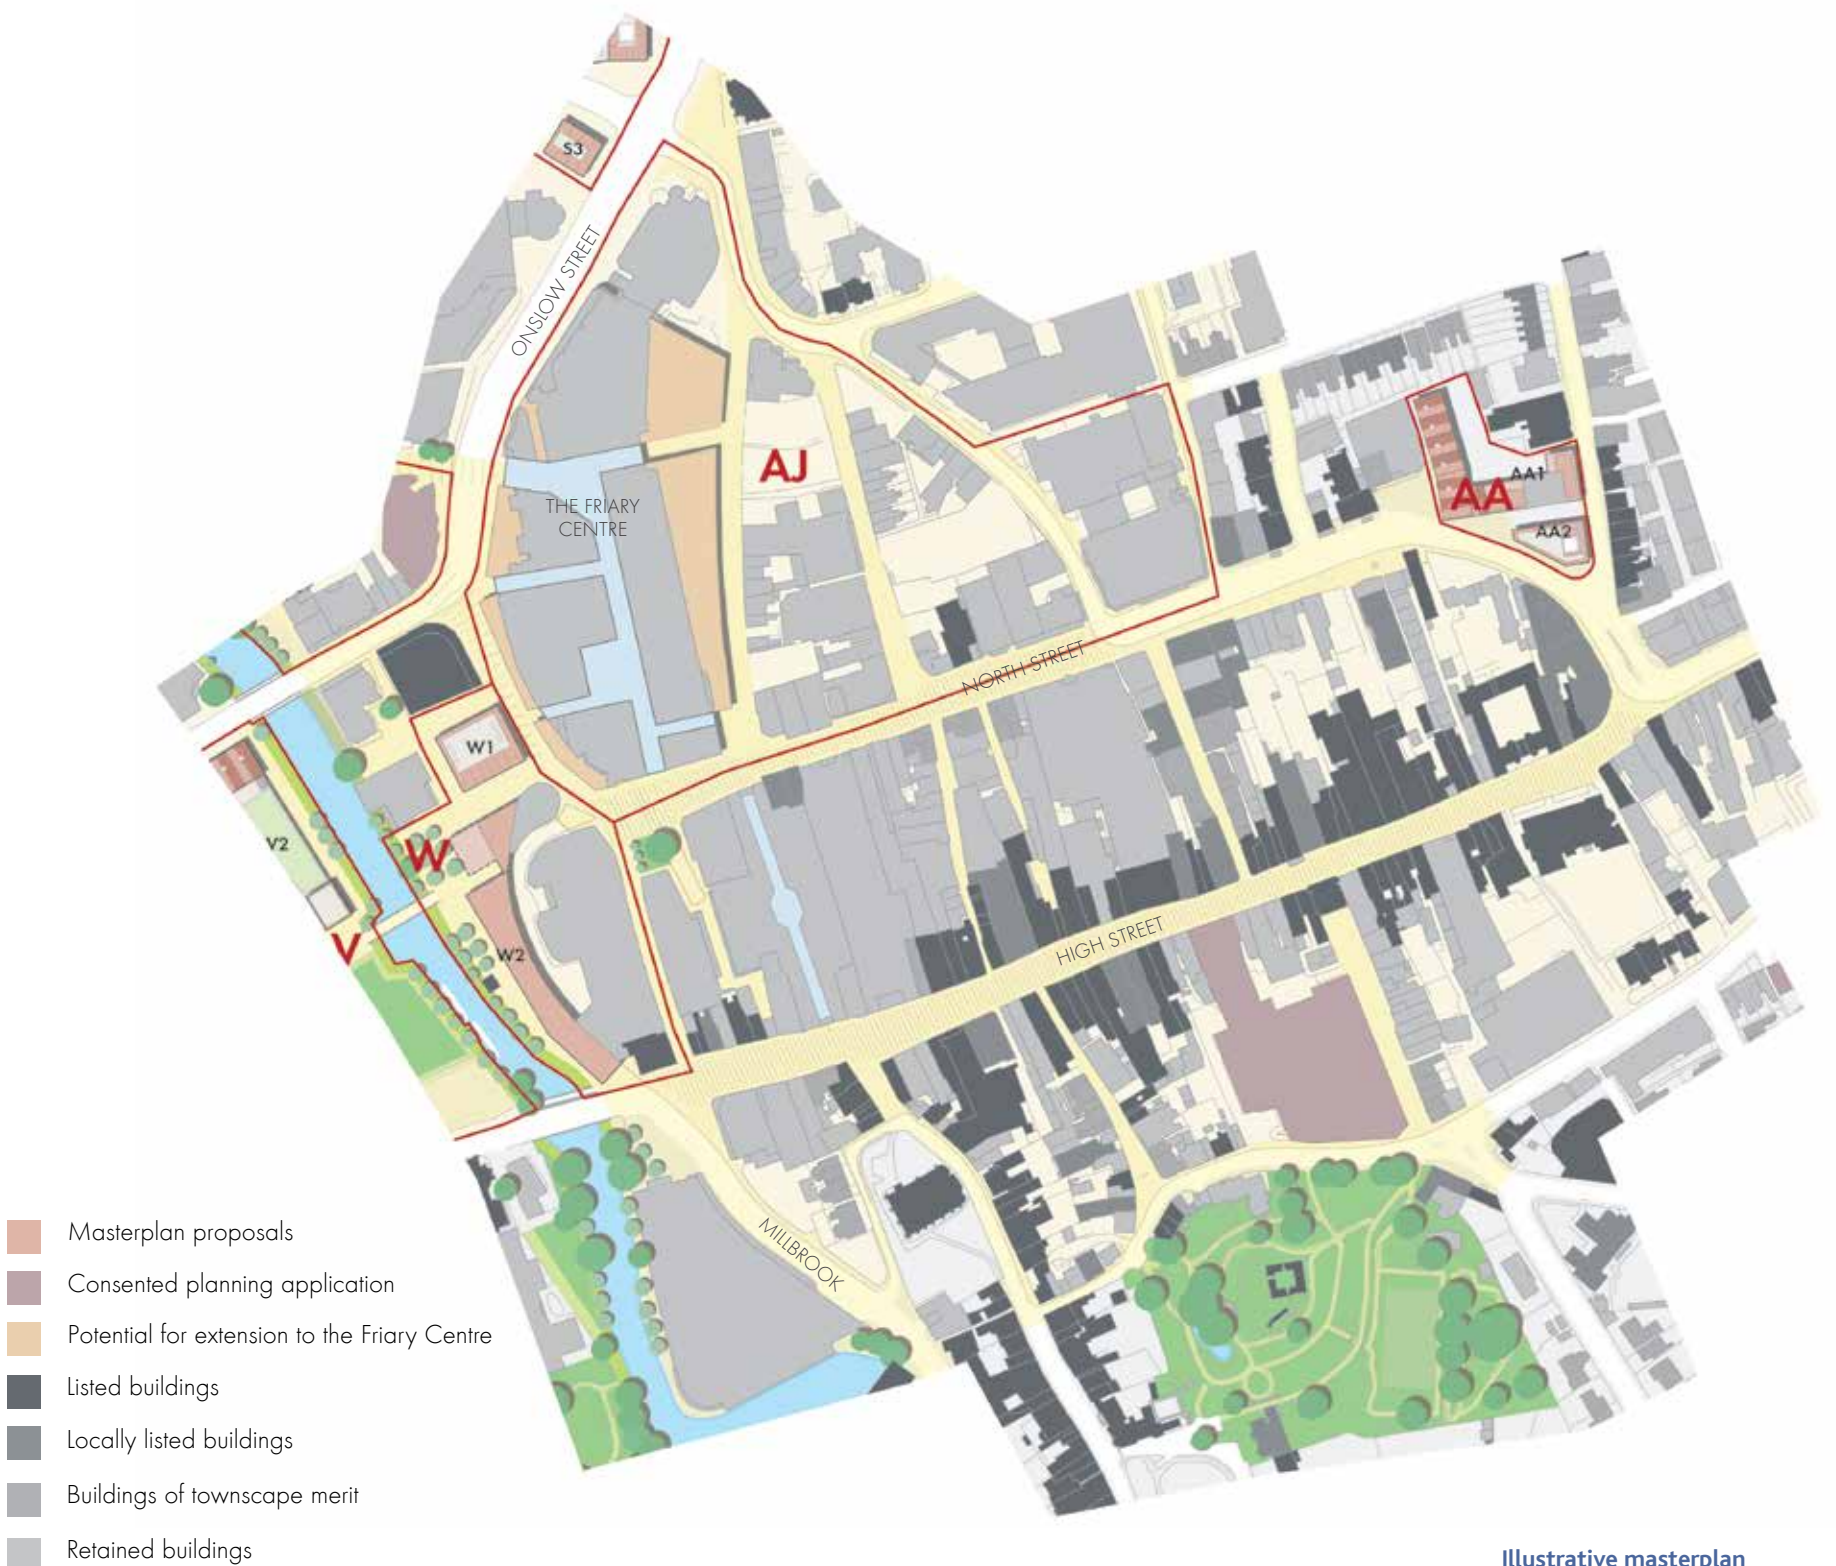 S3
ONSLOW STREET
AJ
THE FRIARY
CENTRE
AA1
AA
AA2
NORTH STREET
W1
V2
W
V
W2
HIGH STREET
MILLBROOK
Masterplan proposals
Consented planning application
Potential for extension to the Friary Centre
Listed buildings
Locally listed buildings
Buildings of townscape merit
Retained buildings
Illustrative masterplan